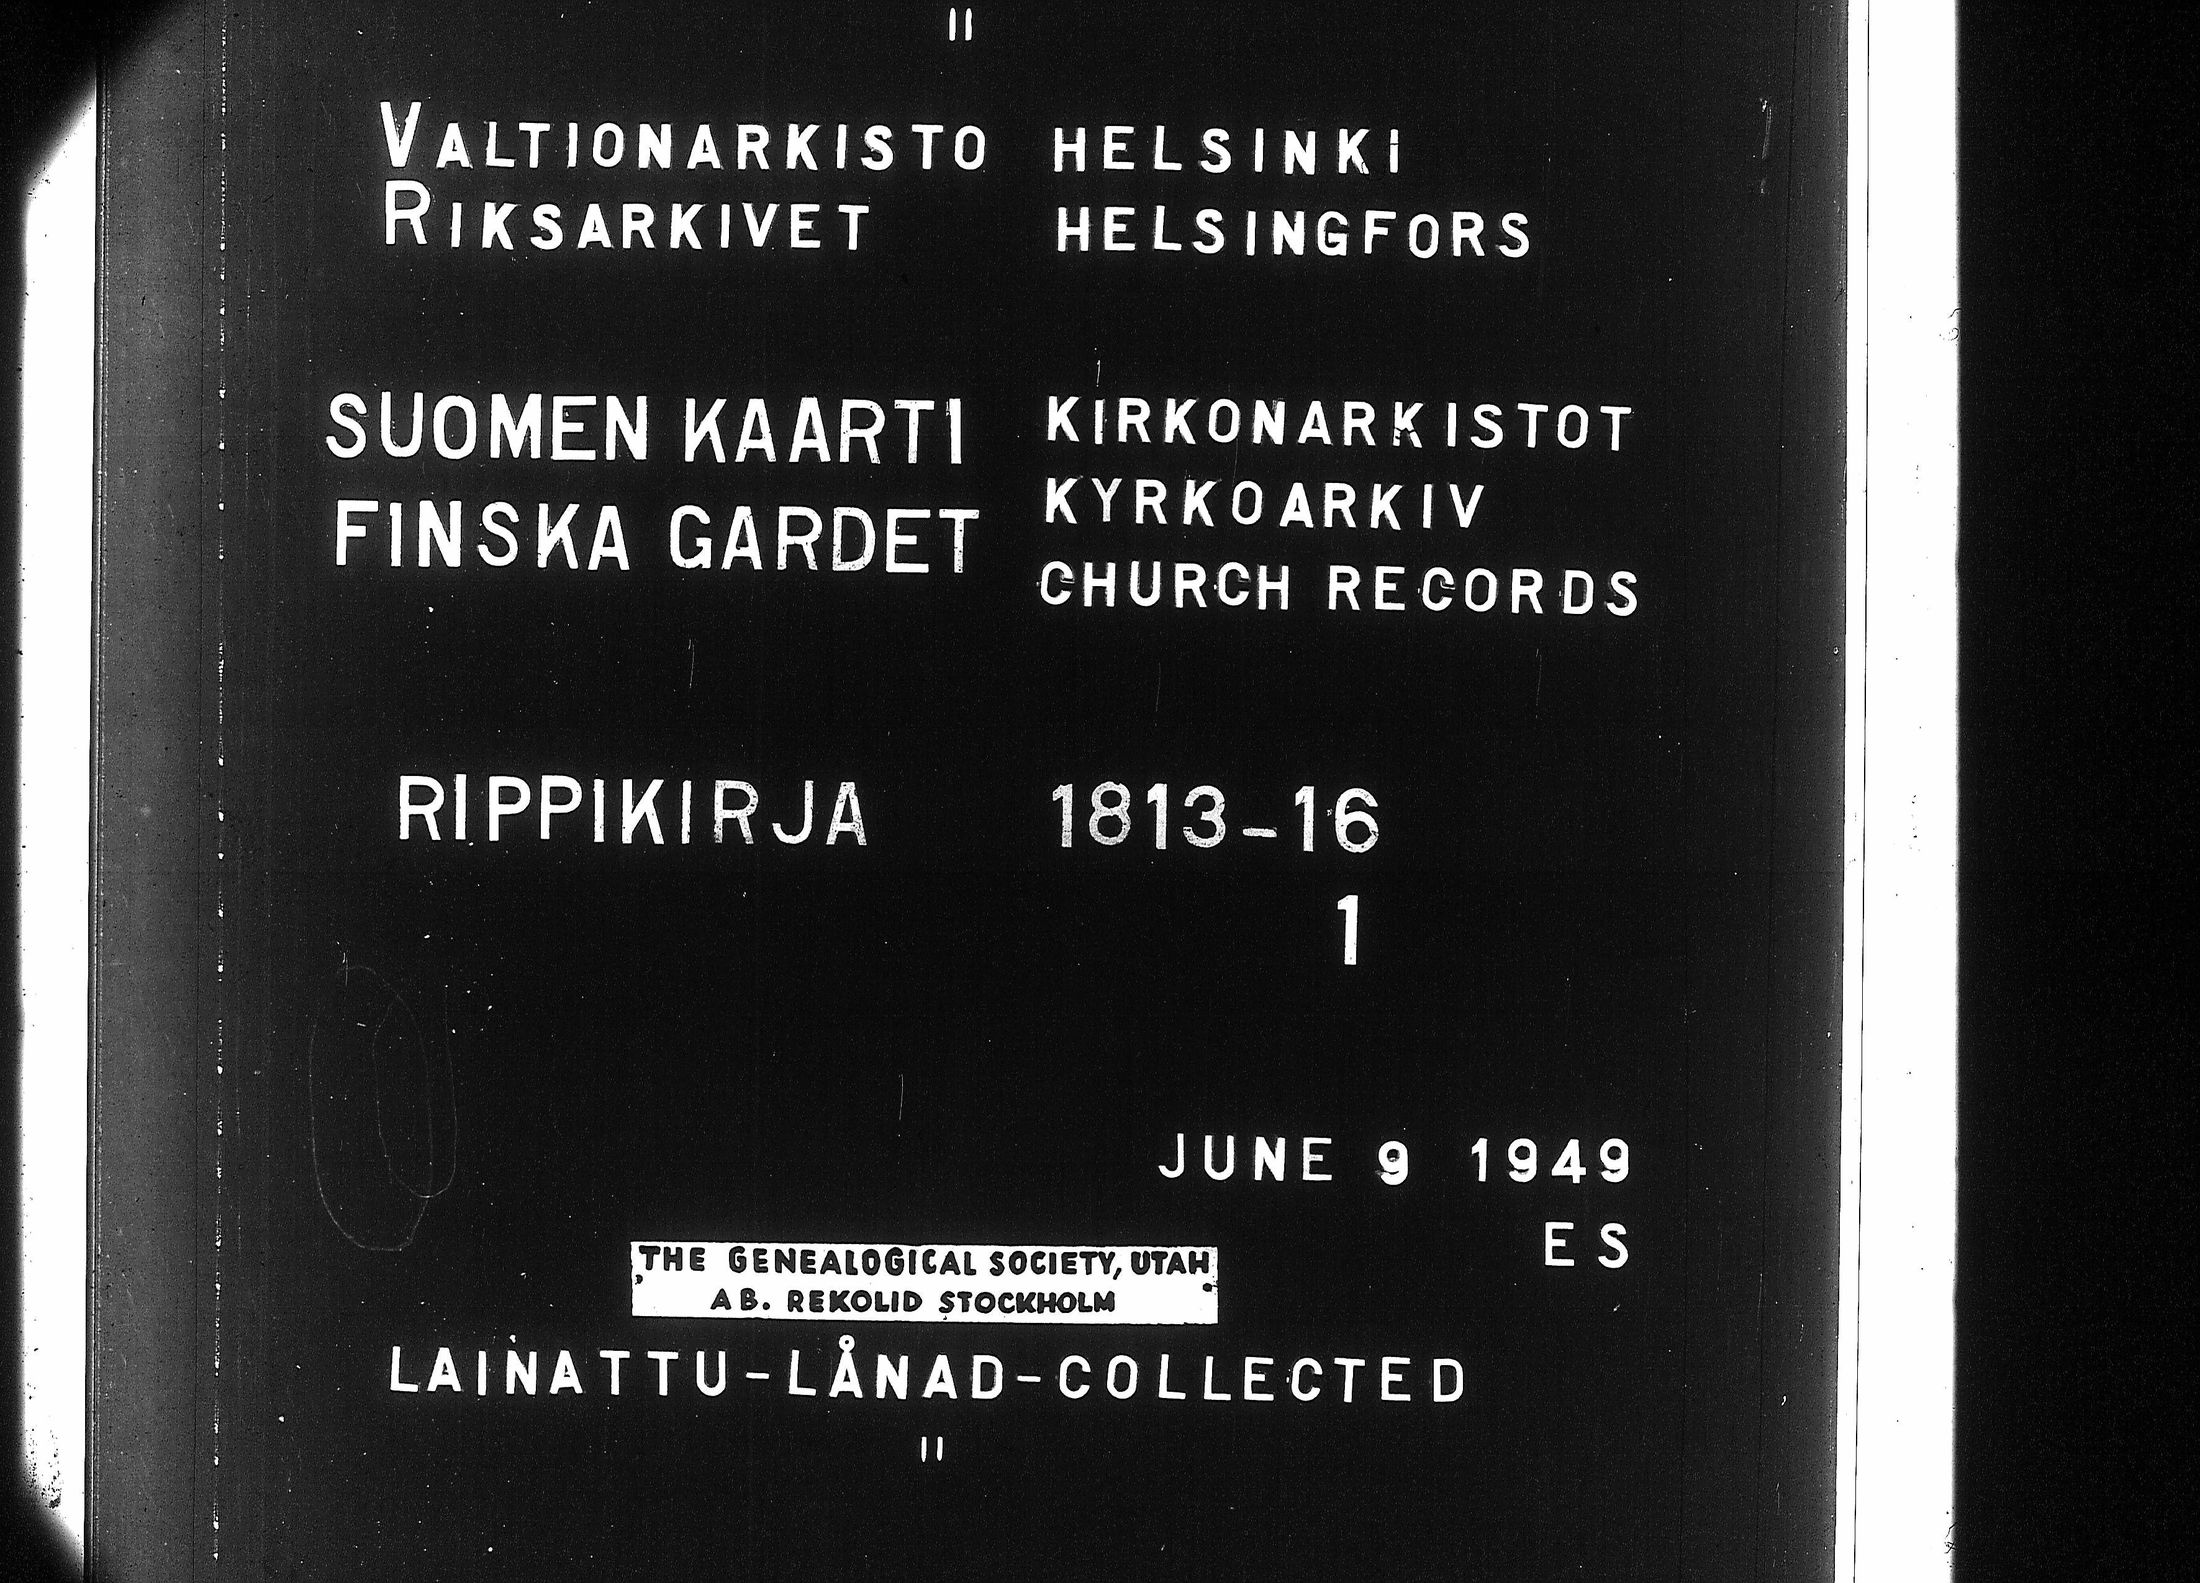 II
VALTIONARKISTO HELSINKI
RIKSARKIVET HELSINGFORS
SUOMEN KAARTI
FINSKA GARDET
KIRKONARKISTOT
KYRKOARKIV
CHURCH RECORDS
RIPPIKIRJA 1813-16
1
JUNE 9 1949
ES
THE GENEALOGICAL SOCIETY, UTAH
AB. REKOLID STOCKHOLM
LAINATTU-LÅNAD-COLLECTED
II